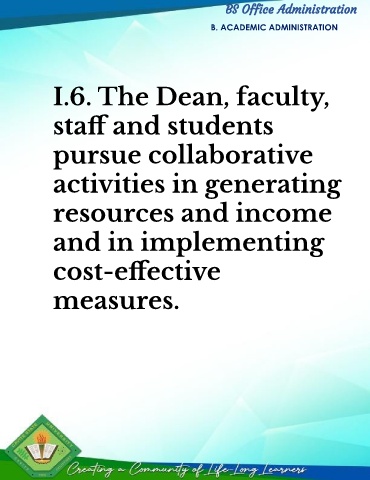 BS Office Administration
B. ACADEMIC ADMINISTRATION
I.6. The Dean, faculty,
staff and students
pursue collaborative
activities in generating
resources and income
and in implementing
cost-effective
measures.
Creating a Community of Life-Long Learners